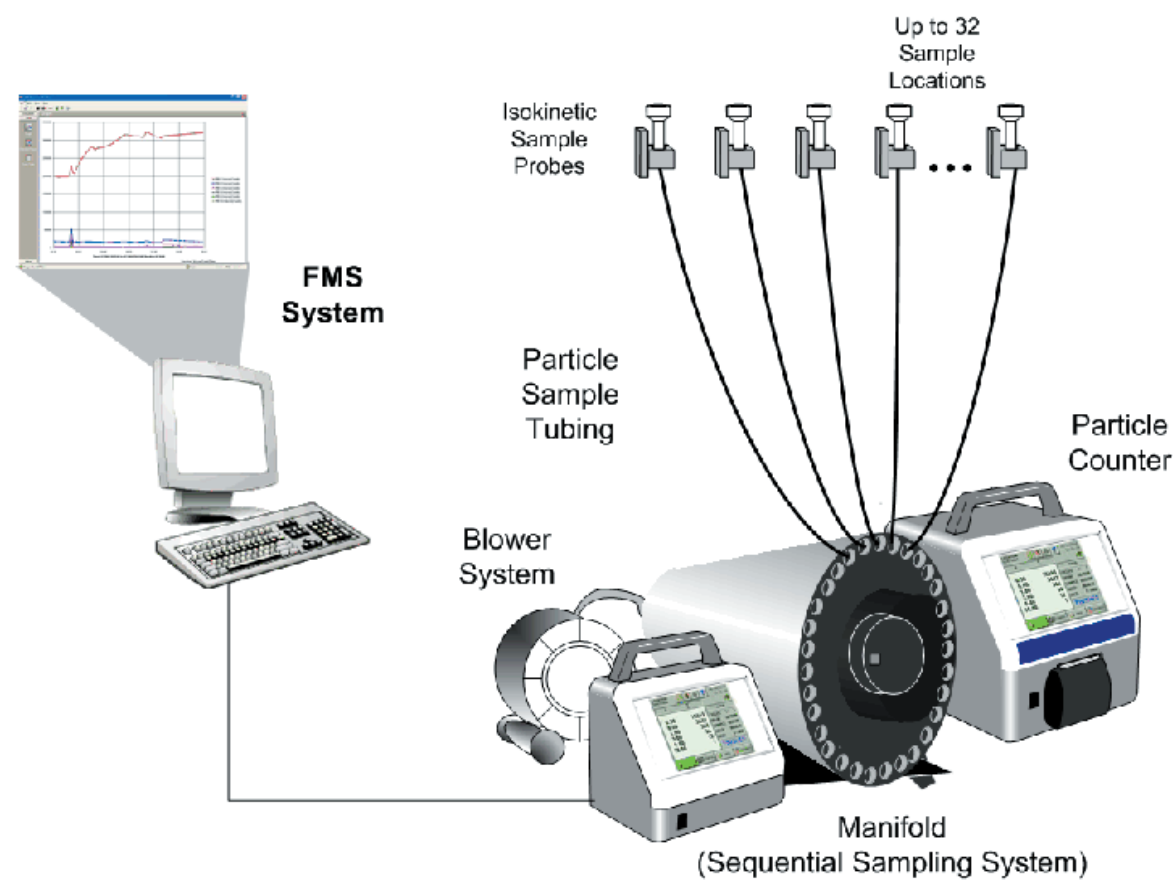 Up to 32
Sample
Locations
Isokinetic
Sample
Probes
FMS
System
Particle
Sample
Tubing
Particle
Counter
Blower
System
Manifold
(Sequential Sampling System)